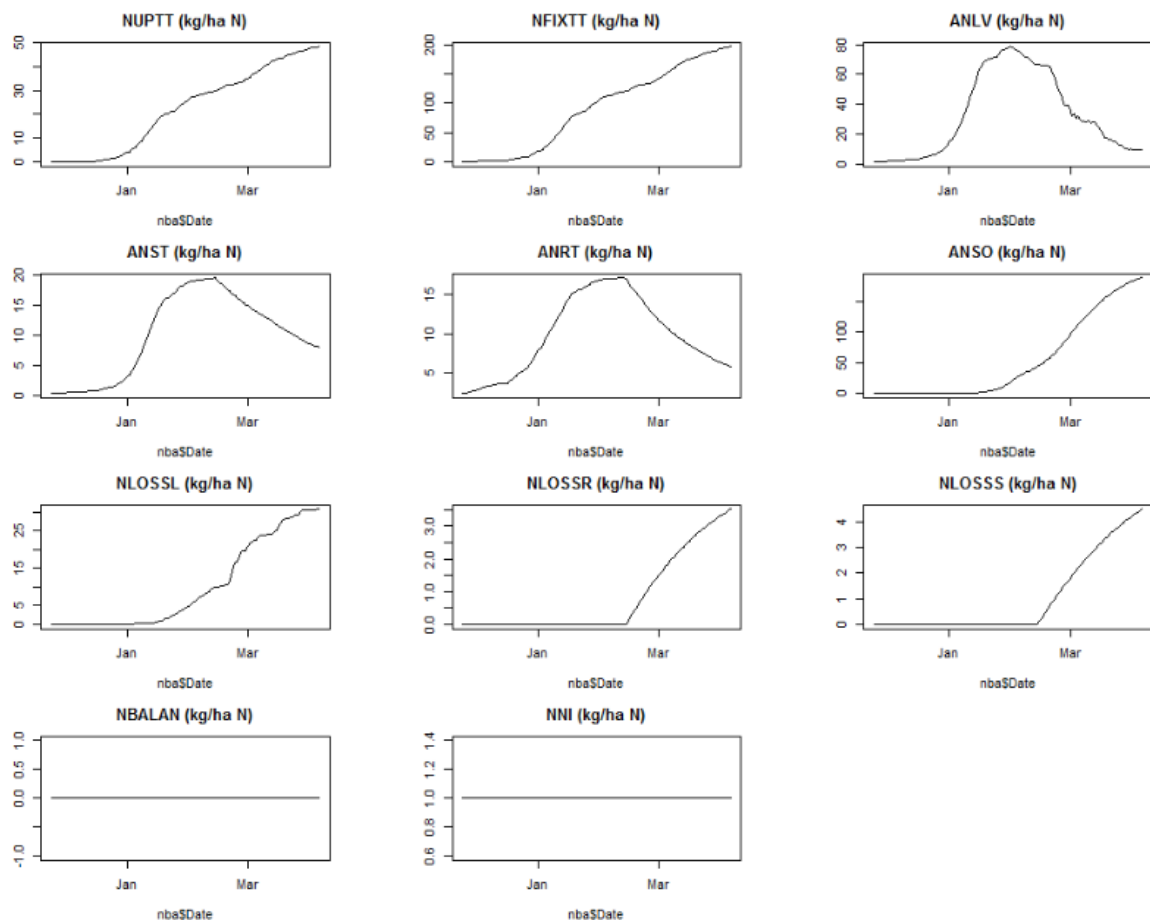 NUPTT (kg/ha N)
0 10 30 50
Jan Mar
nba$Date
NFIXTT (kg/ha N)
0 50 100 200
Jan Mar
nba$Date
ANLV (kg/ha N)
0 20 40 60 80
Jan Mar
nba$Date
ANST (kg/ha N)
0 5 10 15 20
Jan Mar
nba$Date
ANRT (kg/ha N)
5 10 15
Jan Mar
nba$Date
ANSO (kg/ha N)
0 50 100
Jan Mar
nba$Date
NLOSSL (kg/ha N)
0 5 15 25
Jan Mar
nba$Date
NLOSSR (kg/ha N)
0.0 1.0 2.0 3.0
Jan Mar
nba$Date
NLOSSS (kg/ha N)
0 1 2 3 4
Jan Mar
nba$Date
NBALAN (kg/ha N)
-1.0 0.0 0.5 1.0
Jan Mar
nba$Date
NNI (kg/ha N)
0.6 0.8 1.0 1.2 1.4
Jan Mar
nba$Date